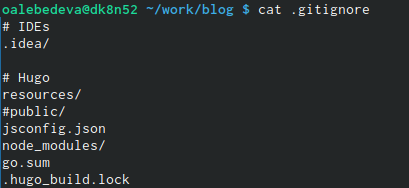 oalebedeva@dk8n52 ~/work/blog $ cat .gitignore
# IDEs
.idea/

# Hugo
resources/
#public/
jsconfig.json
node_modules/
go.sum
.hugo_build.lock